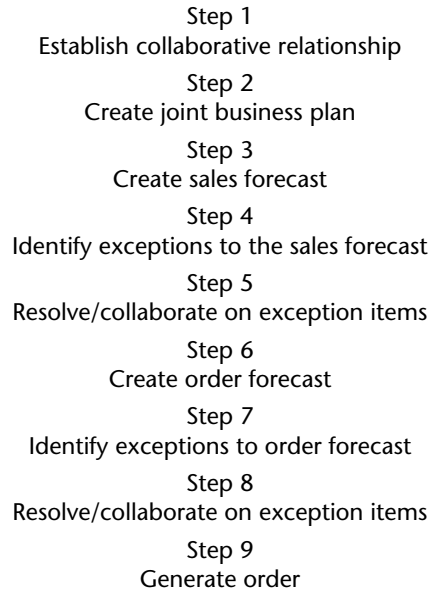 Step 1
Establish collaborative relationship
Step 2
Create joint business plan
Step 3
Create sales forecast
Step 4
Identify exceptions to the sales forecast
Step 5
Resolve/collaborate on exception items
Step 6
Create order forecast
Step 7
Identify exceptions to order forecast
Step 8
Resolve/collaborate on exception items
Step 9
Generate order